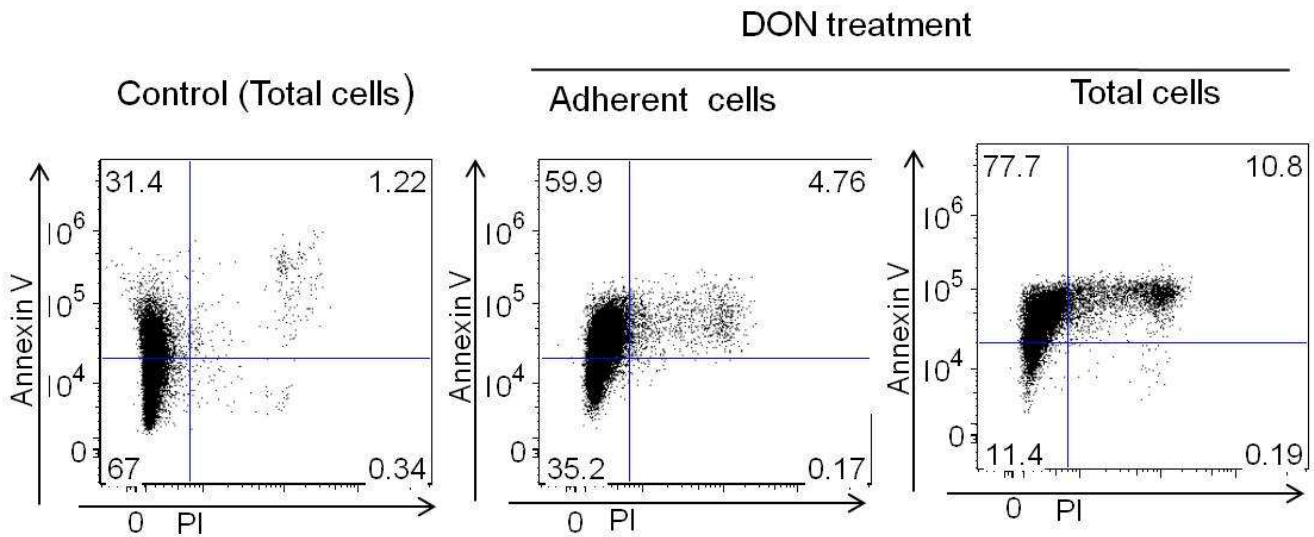 DON treatment
Control (Total cells)
Adherent cells
Total cells
31.4 1.22
59.9 4.76
77.7 10.8
10^6
10^5
10^4
0
10^6
10^5
10^4
0
10^6
10^5
10^4
0
Annexin V
Annexin V
Annexin V
67 0.34
35.2 0.17
11.4 0.19
0 PI
0 PI
0 PI